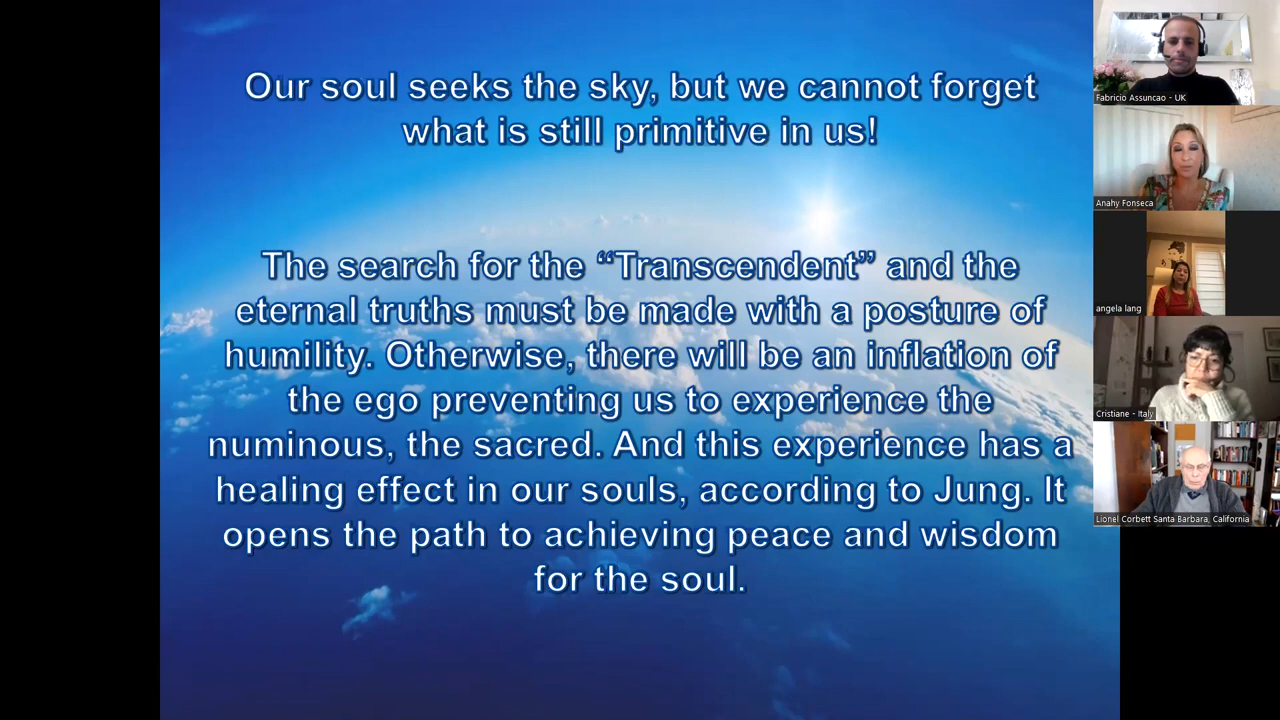 Our soul seeks the sky, but we cannot forget
what is still primitive in us!
The search for the “Transcendent” and the
eternal truths must be made with a posture of
humility. Otherwise, there will be an inflation of
the ego preventing us to experience the
numinous, the sacred. And this experience has a
healing effect in our souls, according to Jung. It
opens the path to achieving peace and wisdom
for the soul.
Fabricio Assuncao - UK
Anahy Fonseca
angela lang
Cristiane - Italy
Lionel Corbett Santa Barbara, California